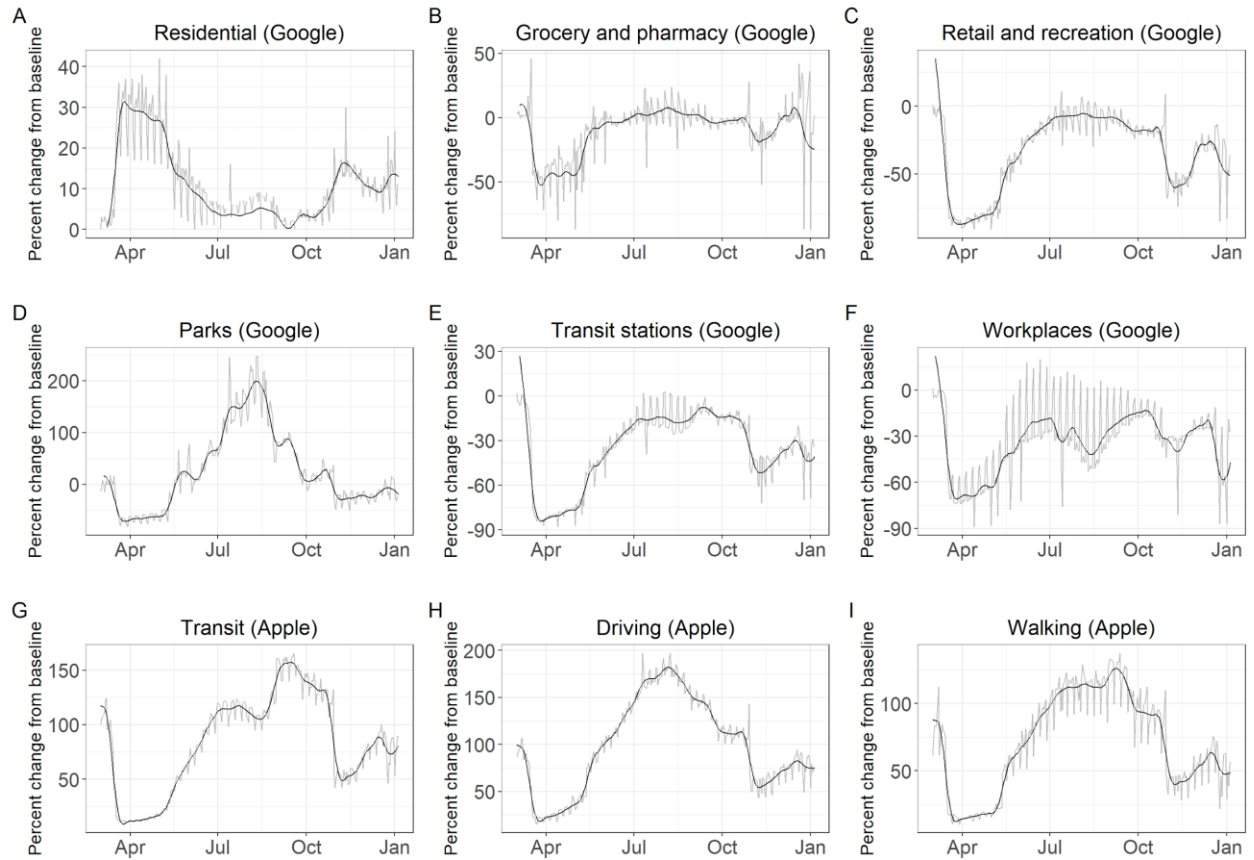 A
Residential (Google)
Percent change from baseline
40
30
20
10
0
Apr Jul Oct Jan
B
Grocery and pharmacy (Google)
Percent change from baseline
50
0
-50
Apr Jul Oct Jan
C
Retail and recreation (Google)
Percent change from baseline
0
-50
Apr Jul Oct Jan
D
Parks (Google)
Percent change from baseline
200
100
0
Apr Jul Oct Jan
E
Transit stations (Google)
Percent change from baseline
30
0
-30
-60
-90
Apr Jul Oct Jan
F
Workplaces (Google)
Percent change from baseline
0
-30
-60
-90
Apr Jul Oct Jan
G
Transit (Apple)
Percent change from baseline
150
100
50
Apr Jul Oct Jan
H
Driving (Apple)
Percent change from baseline
200
150
100
50
Apr Jul Oct Jan
I
Walking (Apple)
Percent change from baseline
100
50
Apr Jul Oct Jan